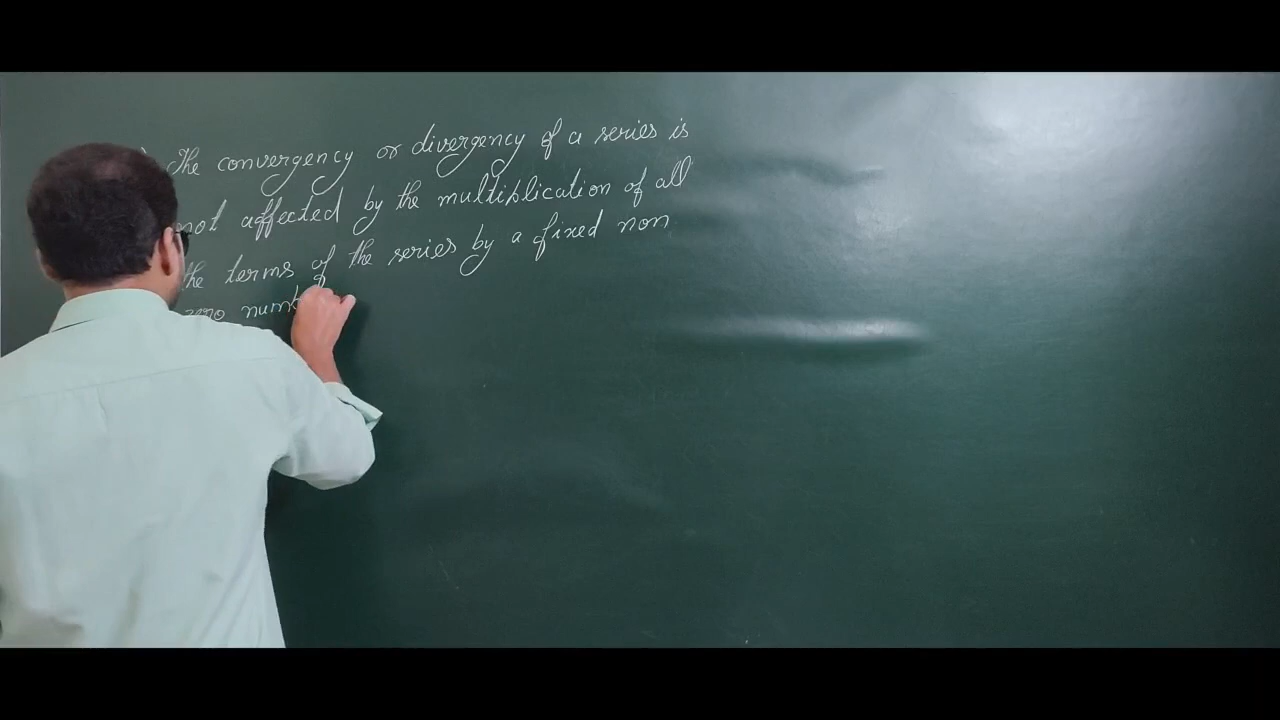 The convergency or divergency of a series is
not affected by the multiplication of all
the terms of the series by a fixed non
zero